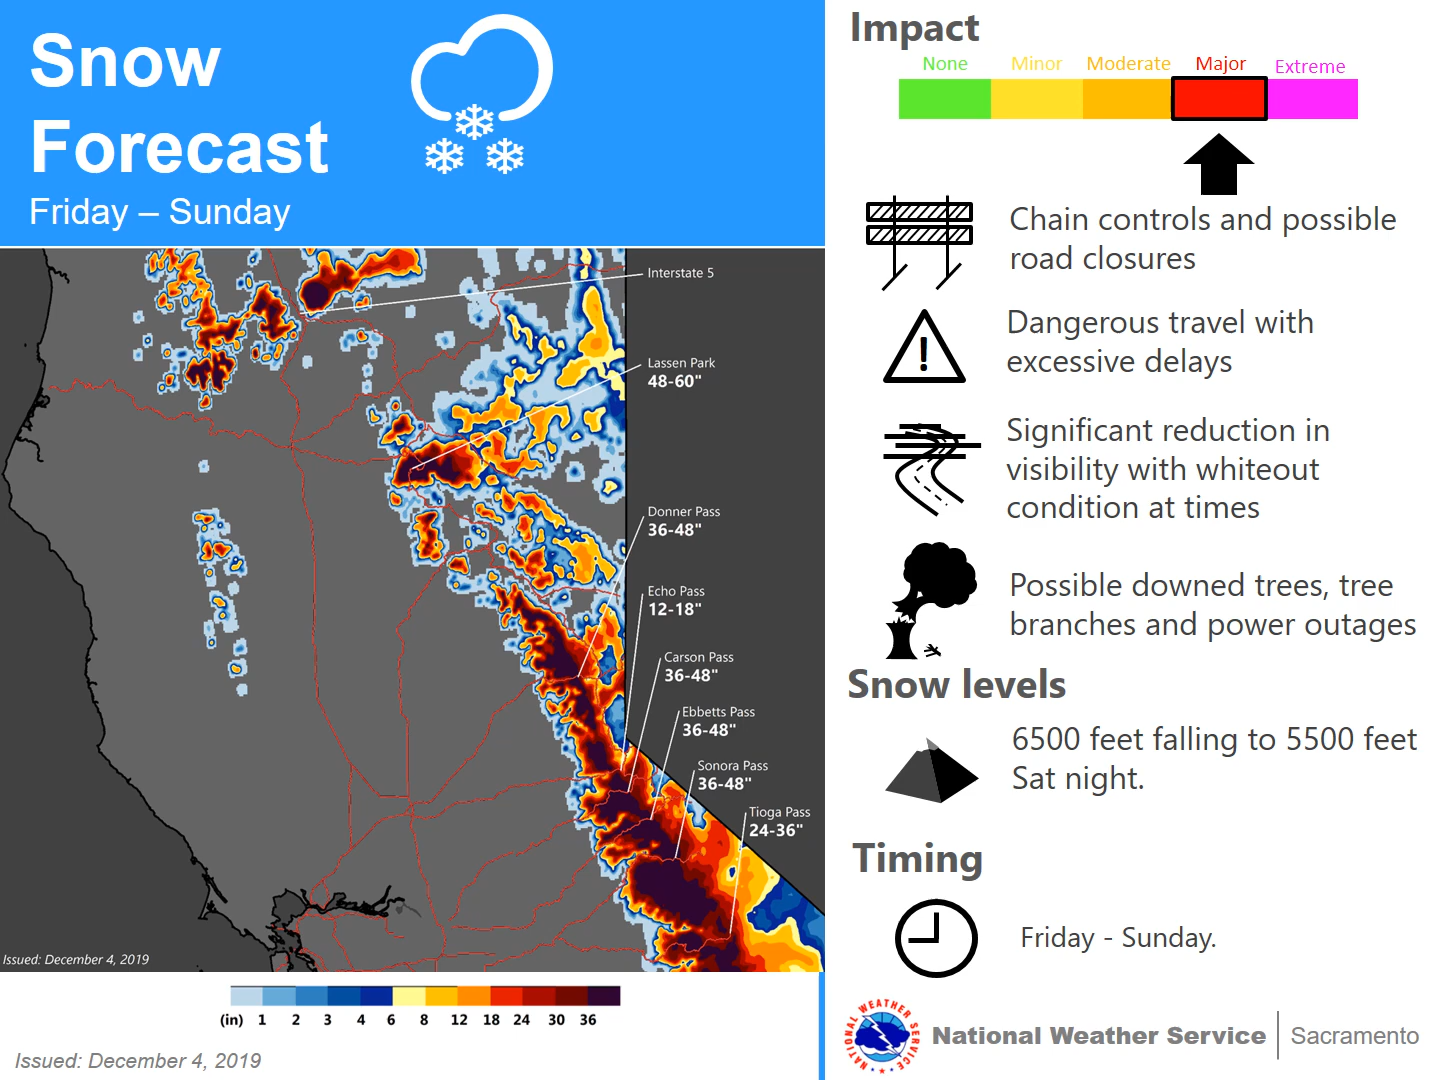 Snow
Forecast
Friday – Sunday
Interstate 5
Lassen Park
48-60"
Donner Pass
36-48"
Echo Pass
12-18"
Carson Pass
36-48"
Ebbetts Pass
36-48"
Sonora Pass
36-48"
Tioga Pass
24-36"
Issued: December 4, 2019
(in) 1 2 3 4 6 8 12 18 24 30 36
Issued: December 4, 2019
Impact
None Minor Moderate Major Extreme
Chain controls and possible
road closures
!
Dangerous travel with
excessive delays
Significant reduction in
visibility with whiteout
condition at times
Possible downed trees, tree
branches and power outages
Snow levels
6500 feet falling to 5500 feet
Sat night.
Timing
Friday - Sunday.
NATIONAL WEATHER SERVICE
National Weather Service | Sacramento